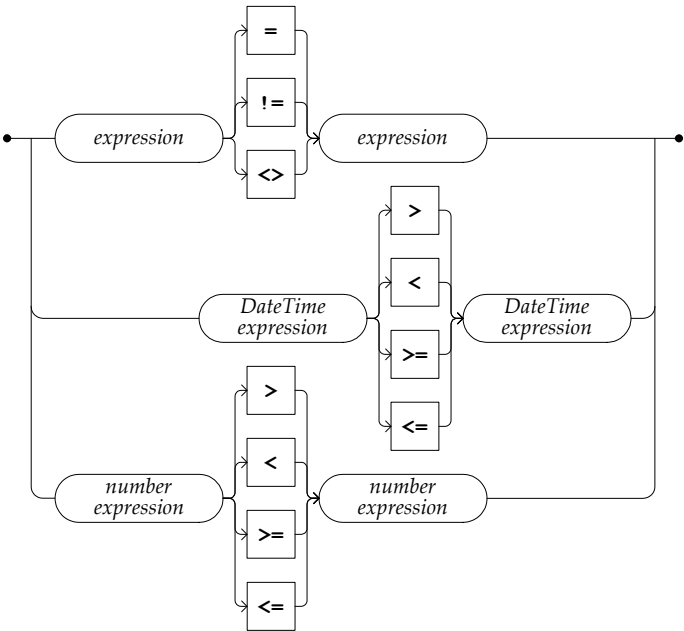 =
!=
expression
expression
<>
>
<
DateTime
expression
DateTime
expression
>=
<=
>
<
number
expression
number
expression
>=
<=